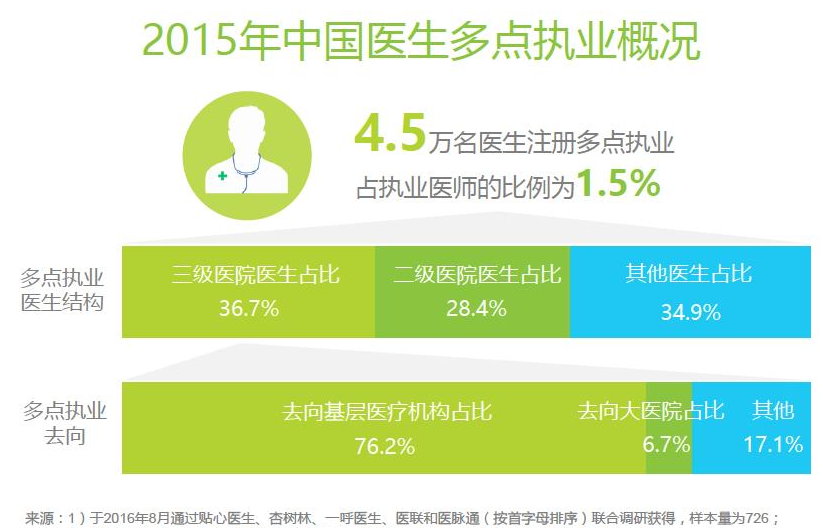 2015年中国医生多点执业概况
4.5万名医生注册多点执业
占执业医师的比例为1.5%
多点执业
医生结构
三级医院医生占比
36.7%
二级医院医生占比
28.4%
其他医生占比
34.9%
多点执业
去向
去向基层医疗机构占比
76.2%
去向大医院占比
6.7%
其他
17.1%
来源：1）于2016年8月通过贴心医生、杏树林、一呼医生、医联和医脉通（按首字母排序）联合调研获得，样本量为726；